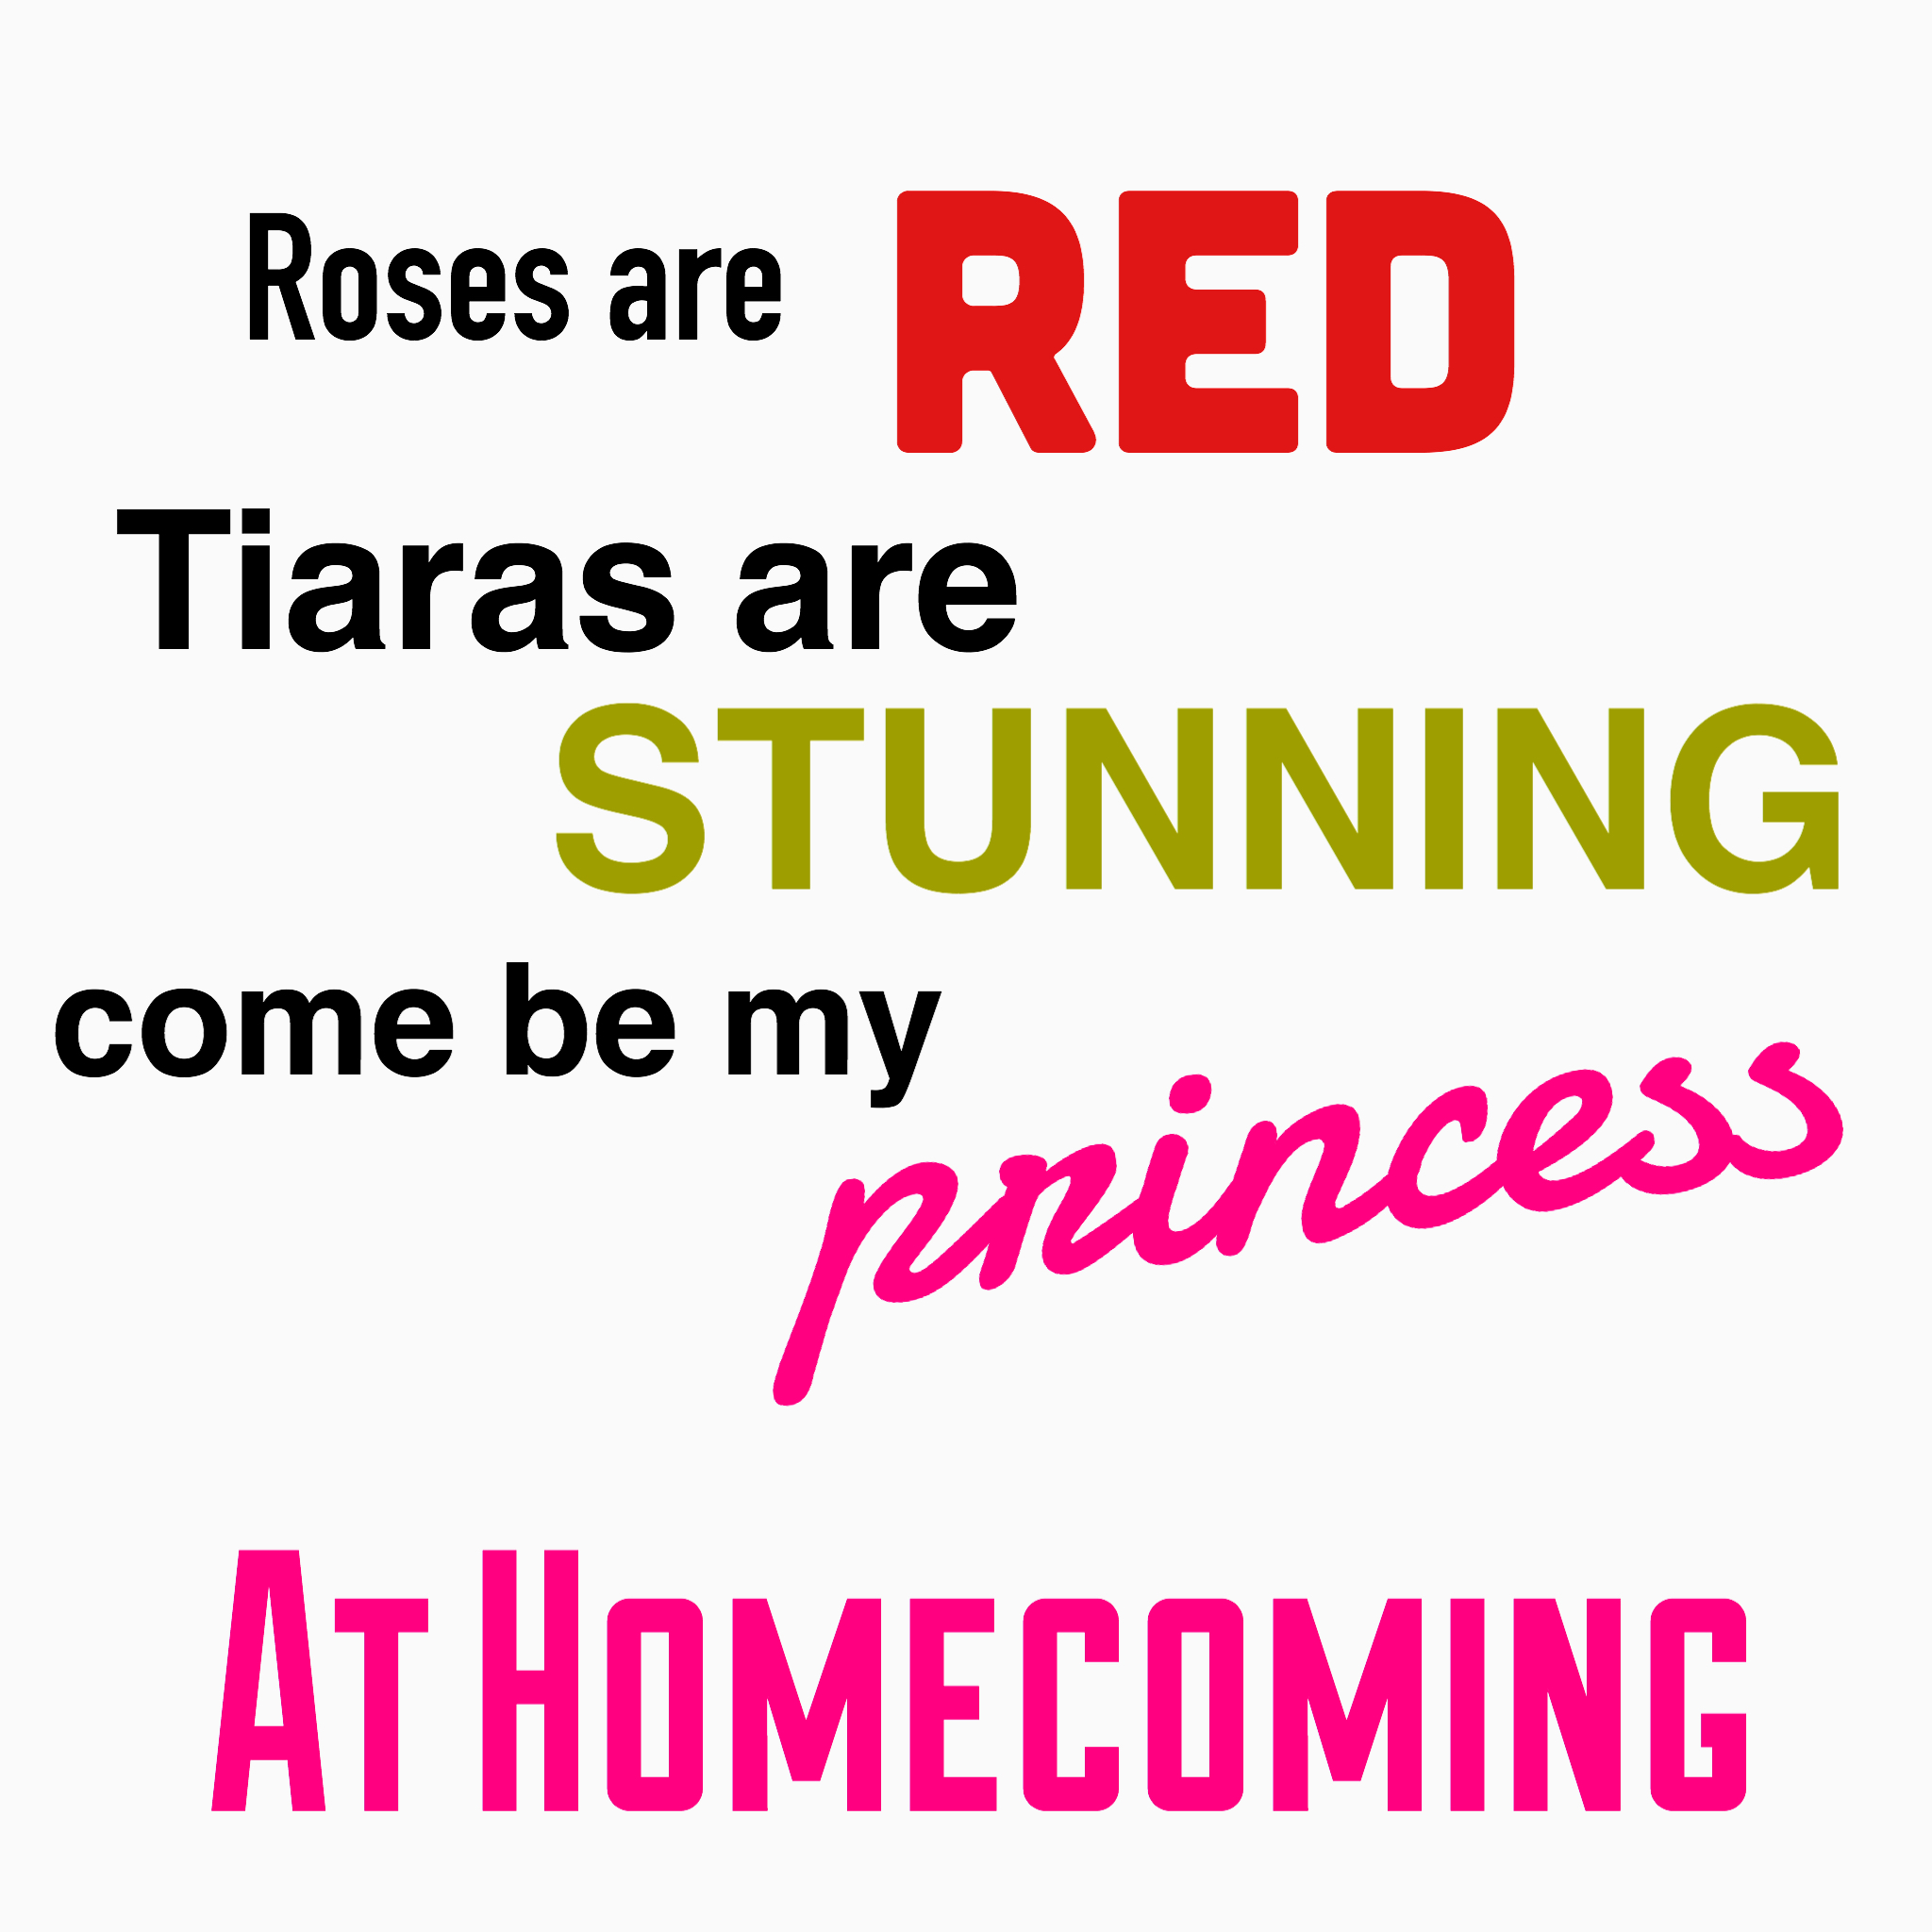 Roses are RED
Tiaras are
STUNNING
come be my
princess
AT HOMECOMING